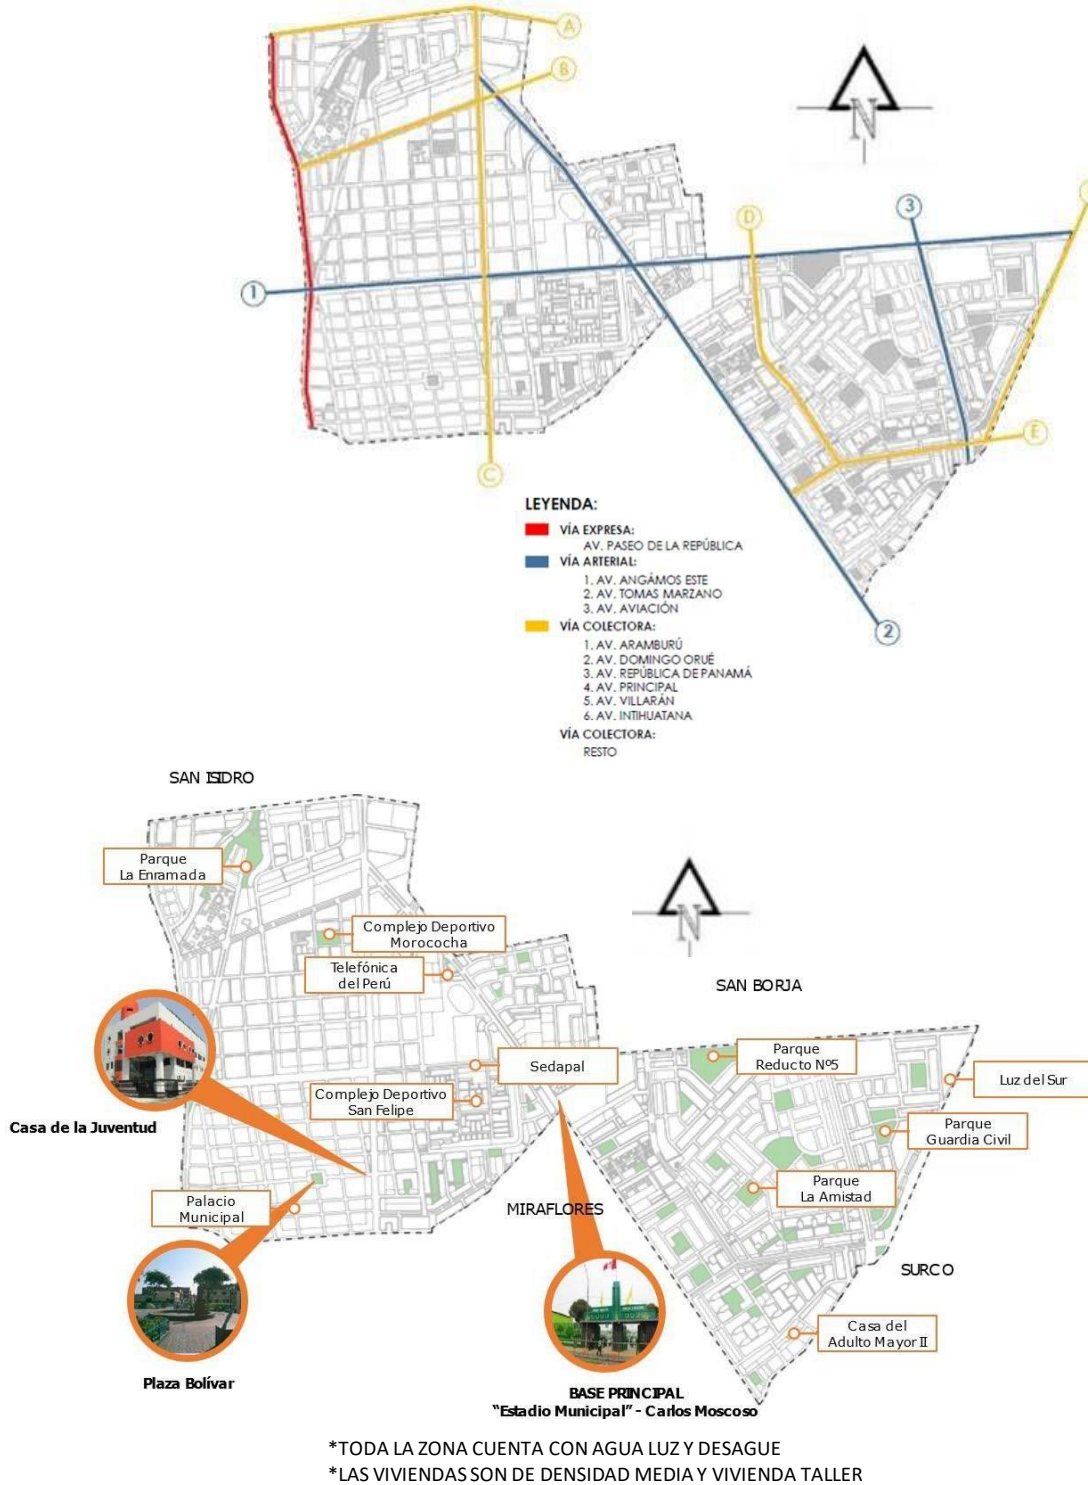 A
B
N
D
3
1
E
C
LEYENDA:
VÍA EXPRESA:
AV. PASEO DE LA REPÚBLICA
VÍA ARTERIAL:
1. AV. ANGÁMOS ESTE
2. AV. TOMAS MARZANO
3. AV. AVIACIÓN
VÍA COLECTORA:
1. AV. ARAMBURÚ
2. AV. DOMINGO ORUÉ
3. AV. REPÚBLICA DE PANAMÁ
4. AV. PRINCIPAL
5. AV. VILLARÁN
6. AV. INTIHUATANA
VÍA COLECTORA:
RESTO
2
SAN ISIDRO
Parque
La Enramada
N
Complejo Deportivo
Morococha
Telefónica
del Perú
SAN BORJA
Sedapal
Parque
Reducto Nº5
Luz del Sur
Complejo Deportivo
San Felipe
Casa de la Juventud
Parque
Guardia Civil
Parque
La Amistad
Palacio
Municipal
MIRAFLORES
SURCO
Casa del
Adulto Mayor II
Plaza Bolívar
BASE PRINCIPAL
“Estadio Municipal” - Carlos Moscoso
*TODA LA ZONA CUENTA CON AGUA LUZ Y DESAGUE
*LAS VIVIENDAS SON DE DENSIDAD MEDIA Y VIVIENDA TALLER